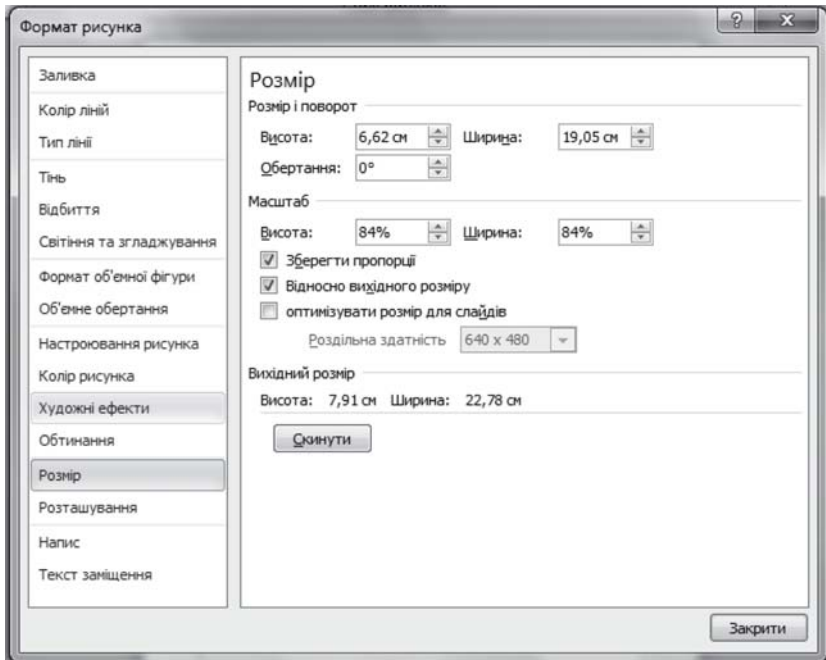 Формат рисунка
Заливка
Колір ліній
Тип лінії
Тінь
Відбиття
Світіння та згладжування
Формат об'ємної фігури
Об'ємне обертання
Настроювання рисунка
Колір рисунка
Художні ефекти
Обтинання
Розмір
Розташування
Напис
Текст заміщення
Розмір
Розмір і поворот
Висота: 6,62 см Ширина: 19,05 см
Обертання: 0°
Масштаб
Висота: 84% Ширина: 84%
Зберегти пропорції
Відносно вихідного розміру
оптимізувати розмір для слайдів
Роздільна здатність 640 x 480
Вихідний розмір
Висота: 7,91 см Ширина: 22,78 см
Скинути
Закрити